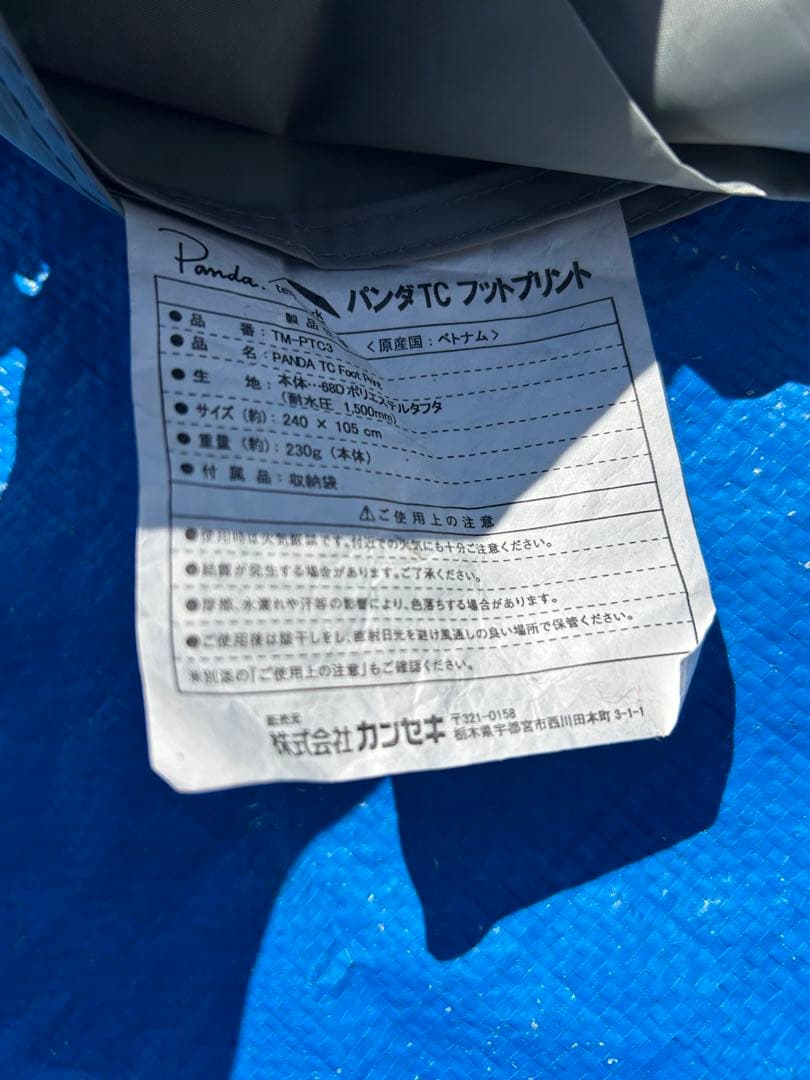 Panda.
パンダTC フットプリント
製品 <原産国:ベトナム>
●品 番:TM-PTC3
●品 名:PANDA TC Foot Print
●生 地:本体…68Dポリエステルタフタ
(耐水圧 1,500mm)
●サイズ(約):240 × 105 cm
●重量(約):230g(本体)
●付属品:収納袋
⚠ご使用上の注意
●使用時は火気厳禁です。付近での火気にも十分ご注意ください。
●結露が発生する場合があります。ご了承ください。
●摩擦、水濡れや汗等の影響により、色落ちする場合があります。
●ご使用後は陰干しをし、直射日光を避け風通しの良い場所で保管ください。
※別添の「ご使用上の注意」もご確認ください。
販売元
株式会社 カンセキ 〒321-0158
栃木県宇都宮市西川田本町 3-1-1